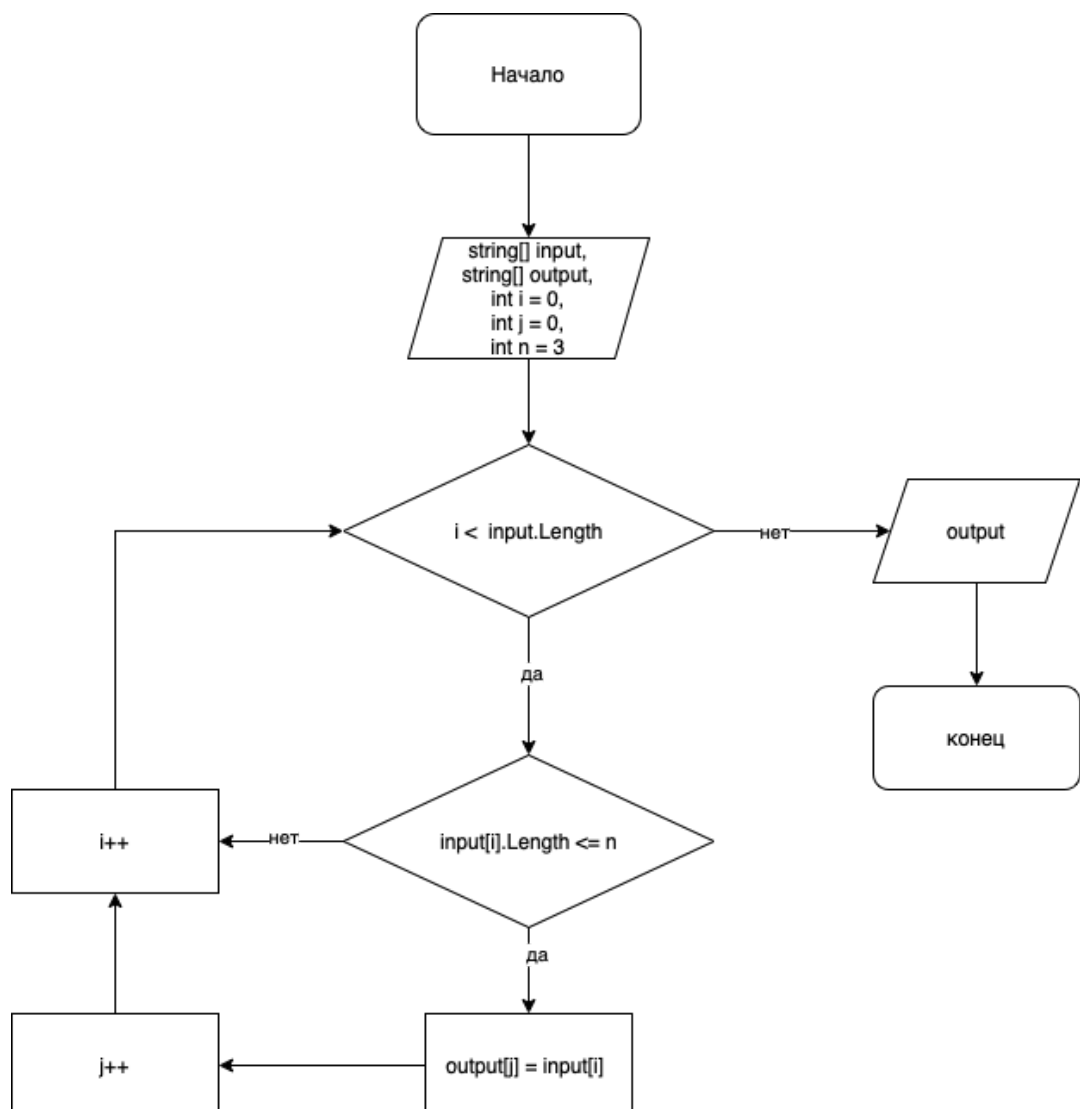 Начало
string[] input,
string[] output,
int i = 0,
int j = 0,
int n = 3
i < input.Length
нет
output
да
конец
input[i].Length <= n
нет
i++
да
output[j] = input[i]
j++